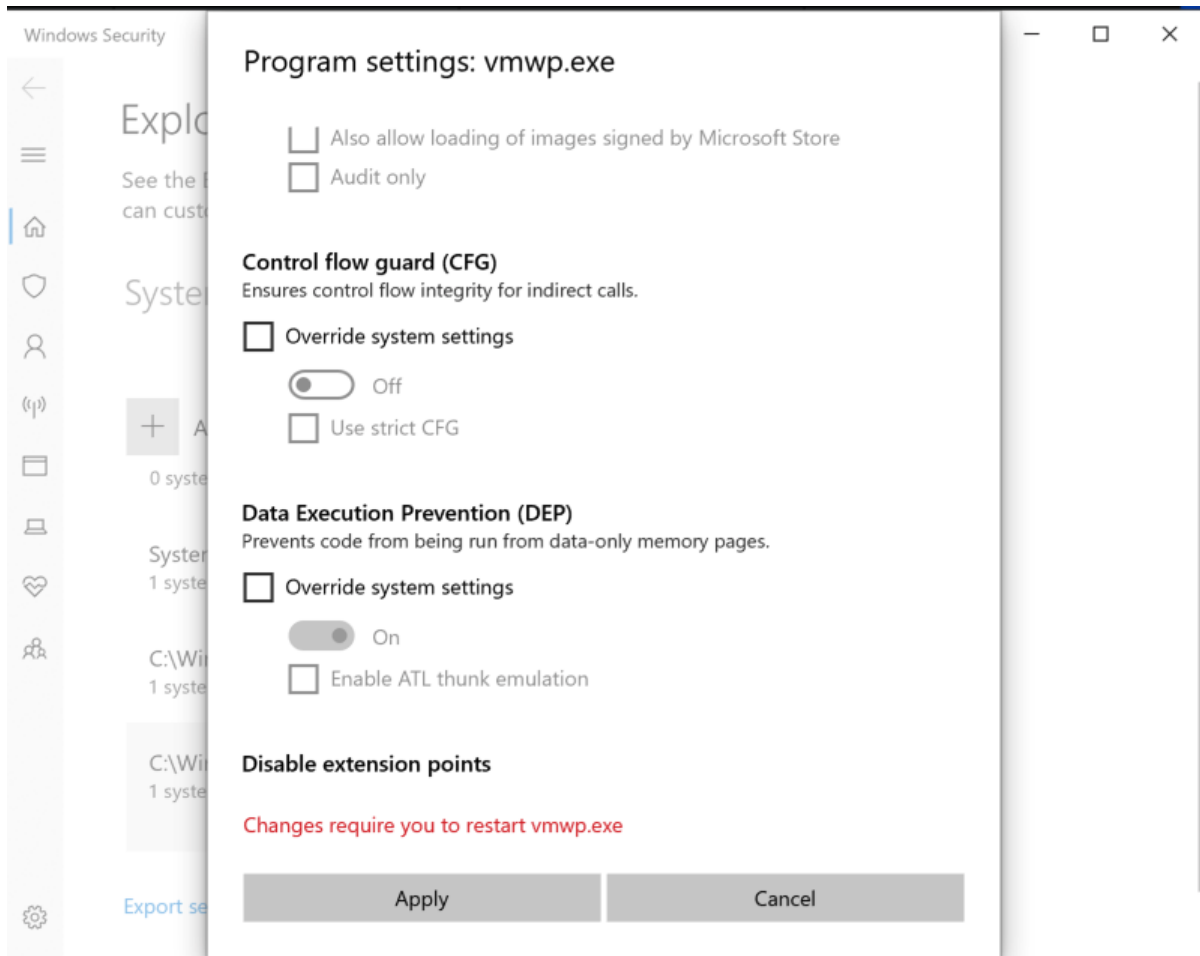 Windows Security
Program settings: vmwp.exe
Explo
Also allow loading of images signed by Microsoft Store
See the
Audit only
can custo
Control flow guard (CFG)
Ensures control flow integrity for indirect calls.
Syste
Override system settings
Off
Use strict CFG
0 syste
Data Execution Prevention (DEP)
Prevents code from being run from data-only memory pages.
System
1 syste
Override system settings
On
C:\Wi
1 syste
Enable ATL thunk emulation
C:\Wi
1 syste
Disable extension points
Changes require you to restart vmwp.exe
Apply
Cancel
Export se